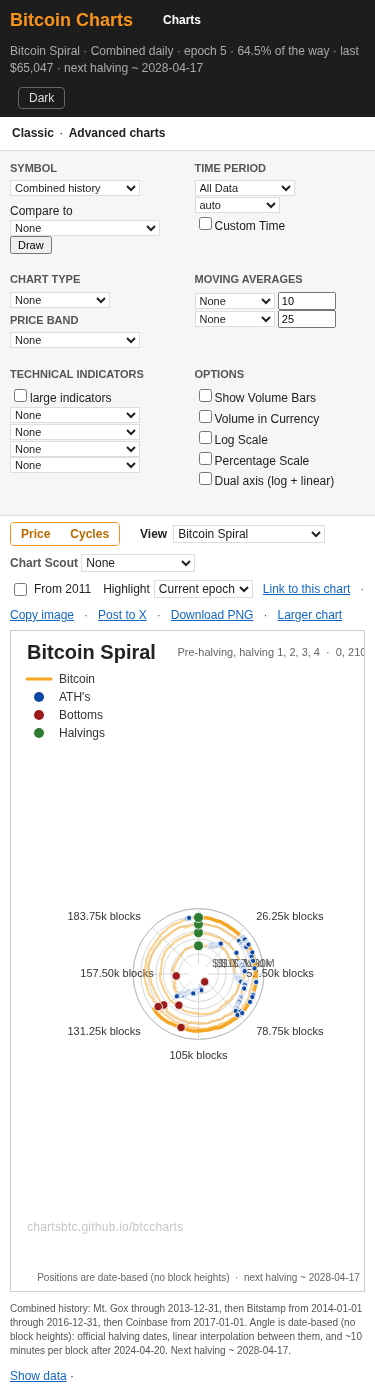 Bitcoin Charts Charts
Bitcoin Spiral · Combined daily · epoch 5 · 64.5% of the way · last
$65,047 · next halving ~ 2028-04-17
Dark
Classic · Advanced charts
SYMBOL
Combined history
Compare to
None
Draw
TIME PERIOD
All Data
auto
Custom Time
CHART TYPE
None
PRICE BAND
None
MOVING AVERAGES
None 10
None 25
TECHNICAL INDICATORS
large indicators
None
None
None
None
OPTIONS
Show Volume Bars
Volume in Currency
Log Scale
Percentage Scale
Dual axis (log + linear)
Price Cycles View Bitcoin Spiral
Chart Scout None
From 2011 Highlight Current epoch Link to this chart ·
Copy image · Post to X · Download PNG · Larger chart
Bitcoin Spiral Pre-halving, halving 1, 2, 3, 4 · 0, 210
Bitcoin
ATH's
Bottoms
Halvings
183.75k blocks 26.25k blocks
157.50k blocks .50k blocks
131.25k blocks 78.75k blocks
105k blocks
chartsbtc.github.io/btccharts
Positions are date-based (no block heights) · next halving ~ 2028-04-17
Combined history: Mt. Gox through 2013-12-31, then Bitstamp from 2014-01-01
through 2016-12-31, then Coinbase from 2017-01-01. Angle is date-based (no
block heights): official halving dates, linear interpolation between them, and ~10
minutes per block after 2024-04-20. Next halving ~ 2028-04-17.
Show data ·